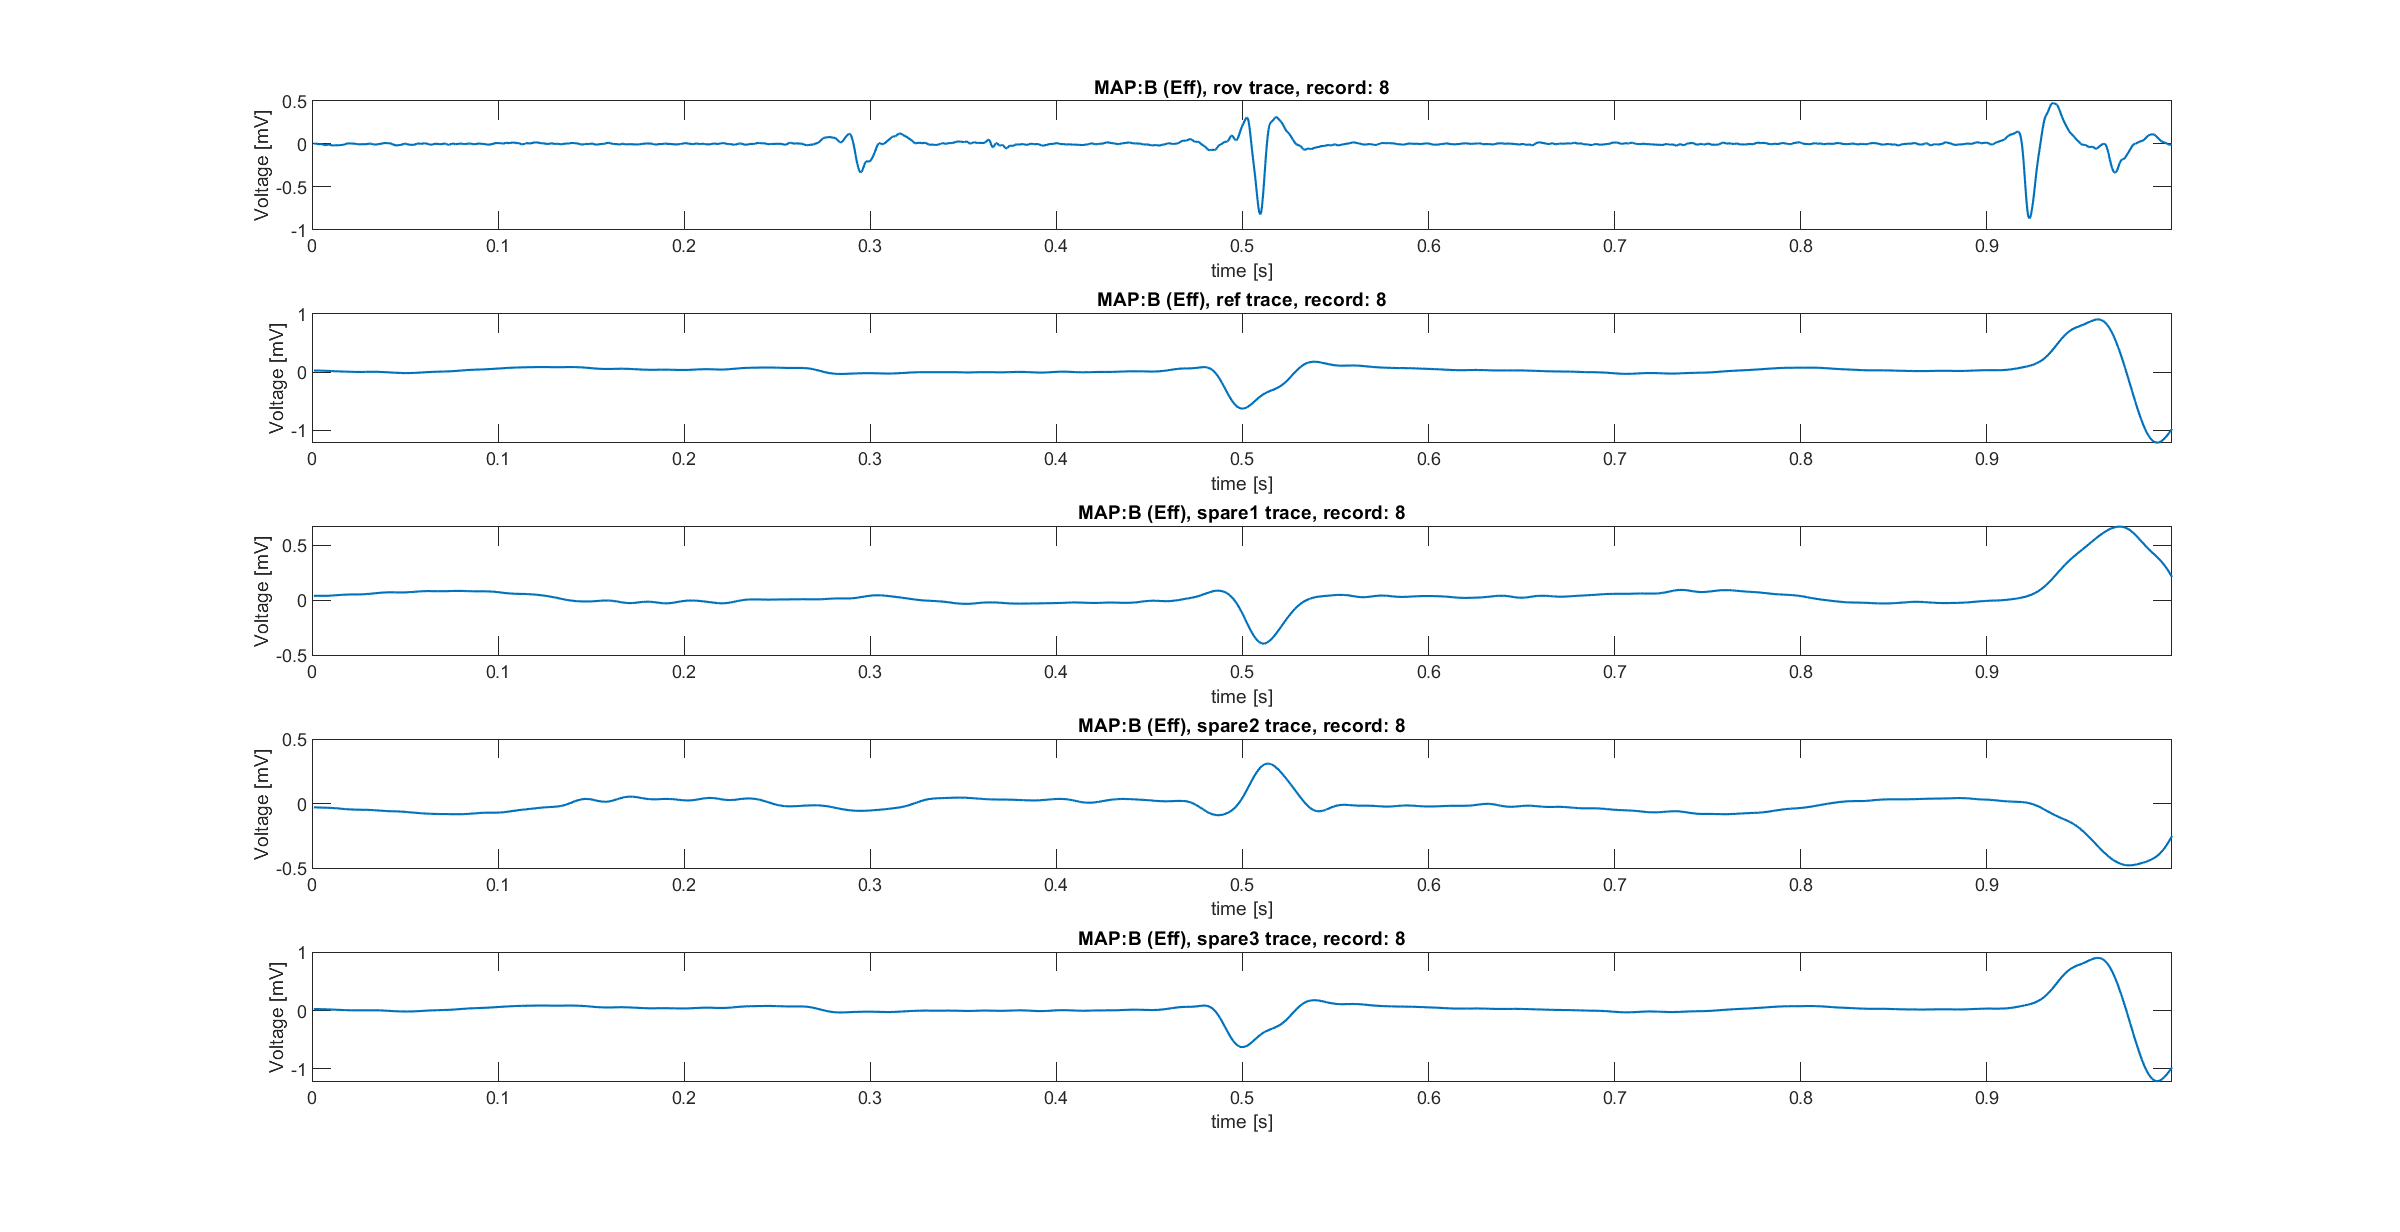 MAP:B (Eff), rov trace, record: 8
Voltage [mV]
0.5
0
-0.5
-1
0 0.1 0.2 0.3 0.4 0.5 0.6 0.7 0.8 0.9
time [s]
MAP:B (Eff), ref trace, record: 8
Voltage [mV]
1
0
-1
0 0.1 0.2 0.3 0.4 0.5 0.6 0.7 0.8 0.9
time [s]
MAP:B (Eff), spare1 trace, record: 8
Voltage [mV]
0.5
0
-0.5
0 0.1 0.2 0.3 0.4 0.5 0.6 0.7 0.8 0.9
time [s]
MAP:B (Eff), spare2 trace, record: 8
Voltage [mV]
0.5
0
-0.5
0 0.1 0.2 0.3 0.4 0.5 0.6 0.7 0.8 0.9
time [s]
MAP:B (Eff), spare3 trace, record: 8
Voltage [mV]
1
0
-1
0 0.1 0.2 0.3 0.4 0.5 0.6 0.7 0.8 0.9
time [s]